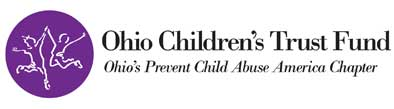 Ohio Children's Trust Fund
Ohio's Prevent Child Abuse America Chapter